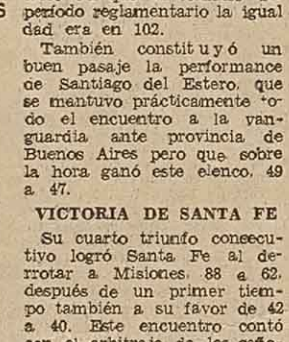 período reglamentario la igual
dad era en 102.
También constituyó un
buen pasaje la performance
de Santiago del Estero, que
se mantuvo prácticamente to-
do el encuentro a la van-
guardia ante provincia de
Buenos Aires pero que sobre
la hora ganó este elenco, 49
a 47.
VICTORIA DE SANTA FE
Su cuarto triunfo consecu-
tivo logró Santa Fe al de-
rrotar a Misiones, 88 a 62,
después de un primer tiem-
po también a su favor de 42
a 40. Este encuentro contó